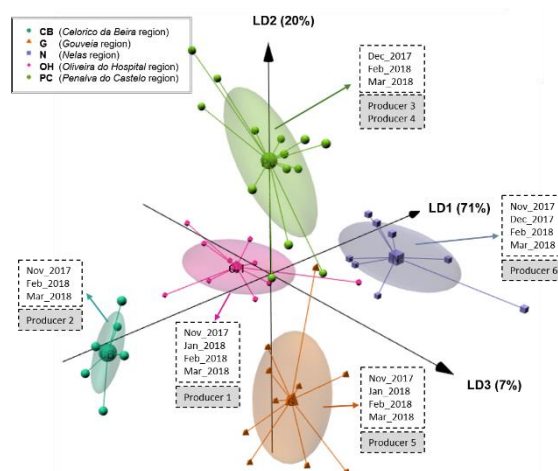 CB (Celorico da Beira region)
G (Gouveia region)
N (Nelas region)
OH (Oliveira do Hospital region)
PC (Penalva do Castelo region)
LD2 (20%)
Dec_2017
Feb_2018
Mar_2018
Producer 3
Producer 4
LD1 (71%)
Nov_2017
Dec_2017
Feb_2018
Mar_2018
Producer 6
Nov_2017
Feb_2018
Mar_2018
Producer 2
Nov_2017
Jan_2018
Feb_2018
Mar_2018
Producer 1
LD3 (7%)
Nov_2017
Jan_2018
Feb_2018
Mar_2018
Producer 5